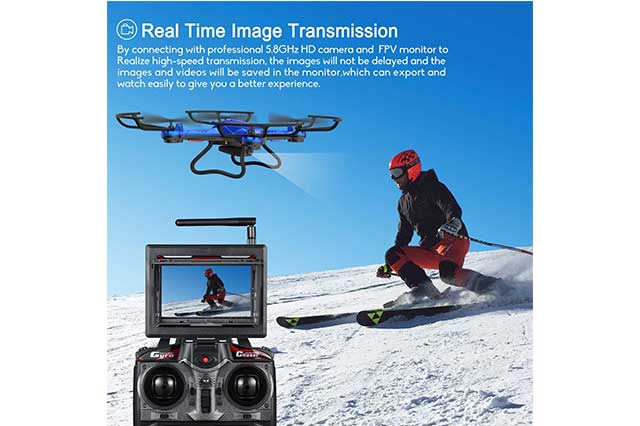 Real Time Image Transmission
By connecting with professional 5.8GHz HD camera and FPV monitor to
Realize high-speed transmission, the images will not be delayed and the
images and videos will be saved in the monitor,which can export and
watch easily to give you a better experience.
Gyro